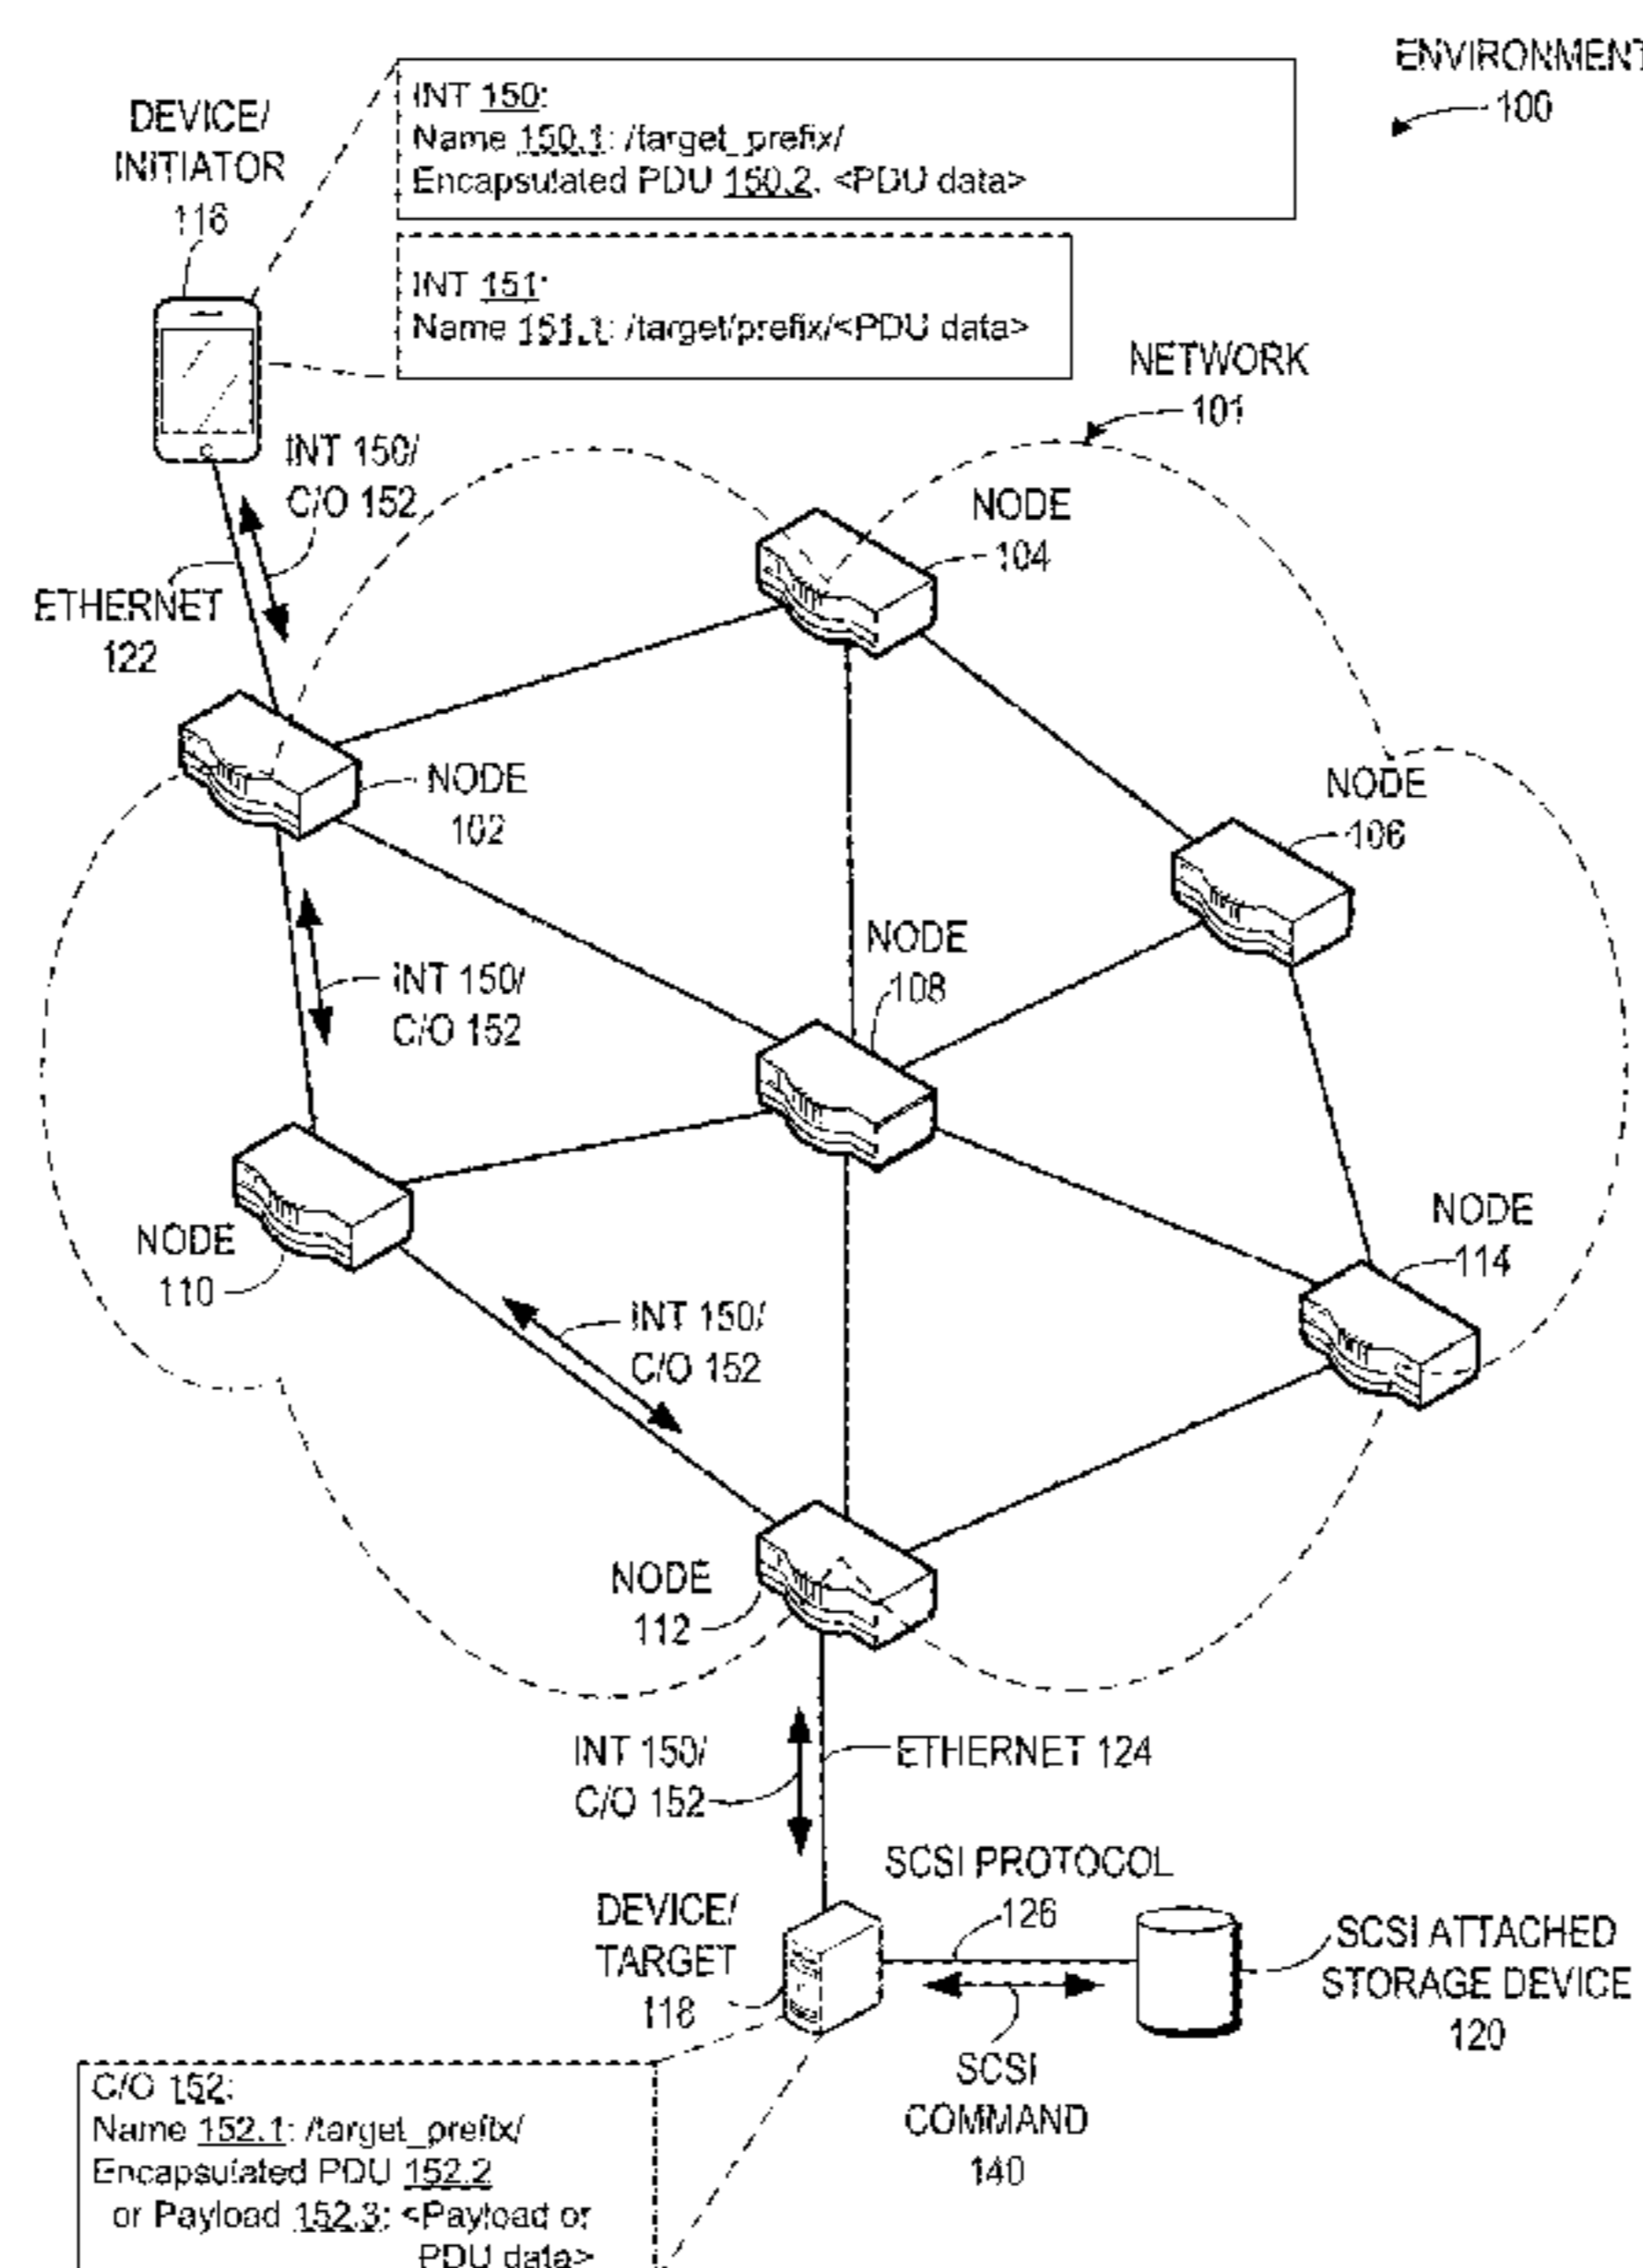 ENVIRONMENT
100
DEVICE/
INITIATOR
116
INT 150:
Name 150.1: /target_prefix/
Encapsulated PDU 150.2: <PDU data>
INT 151:
Name 151.1: /target/prefix/<PDU data>
NETWORK
101
INT 150/
C/O 152
ETHERNET
122
NODE
104
NODE
102
NODE
106
NODE
108
INT 150/
C/O 152
NODE
110
NODE
114
INT 150/
C/O 152
NODE
112
INT 150/
C/O 152
ETHERNET 124
SCSI PROTOCOL
126
DEVICE/
TARGET
118
SCSI ATTACHED
STORAGE DEVICE
120
SCSI
COMMAND
140
C/O 152:
Name 152.1: /target_prefix/
Encapsulated PDU 152.2
or Payload 152.3: <Payload or
PDU data>